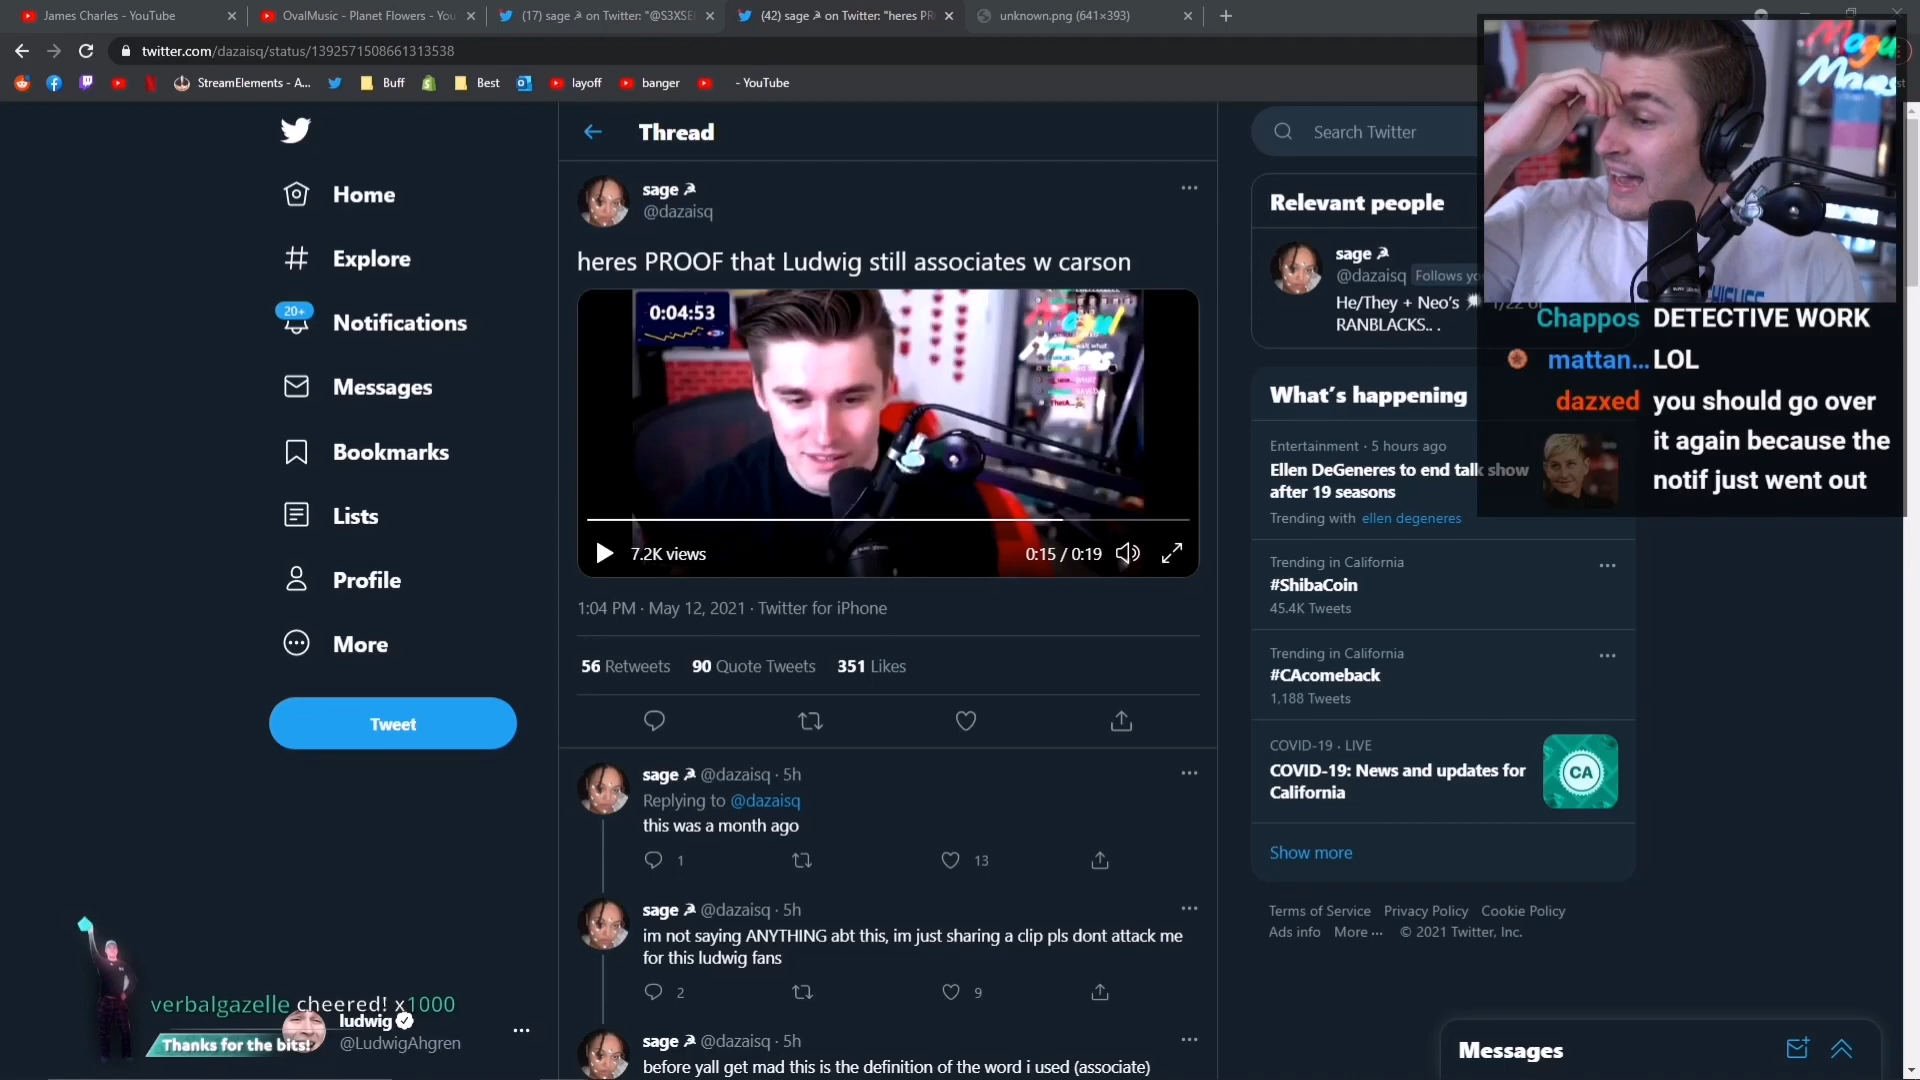 James Charles - YouTube
OvalMusic - Planet Flowers - You
(17) sage on Twitter: "@S3XSE
(42) sage on Twitter: "heres PR
unknown.png (641×393)
twitter.com/dazaisq/status/1392571508661313538
StreamElements - A...
Buff
Best
layoff
banger
- YouTube
Home
Explore
20+
Notifications
Messages
Bookmarks
Lists
Profile
More
Tweet
verbalgazelle cheered! x1000
Thanks for the bits!
ludwig
@LudwigAhgren
Thread
sage
@dazaisq
heres PROOF that Ludwig still associates w carson
0:04:53
7.2K views
0:15 / 0:19
1:04 PM · May 12, 2021 · Twitter for iPhone
56 Retweets 90 Quote Tweets 351 Likes
sage @dazaisq · 5h
Replying to @dazaisq
this was a month ago
1 13
sage @dazaisq · 5h
im not saying ANYTHING abt this, im just sharing a clip pls dont attack me
for this ludwig fans
2 9
sage @dazaisq · 5h
before yall get mad this is the definition of the word i used (associate)
Search Twitter
Relevant people
sage
@dazaisq Follows yo
He/They + Neo's
RANBLACKS.. .
What's happening
Entertainment · 5 hours ago
Ellen DeGeneres to end talk show
after 19 seasons
Trending with ellen degeneres
Trending in California
#ShibaCoin
45.4K Tweets
Trending in California
#CAcomeback
1,188 Tweets
COVID-19 · LIVE
COVID-19: News and updates for
California
CA
Show more
Terms of Service Privacy Policy Cookie Policy
Ads info More © 2021 Twitter, Inc.
Messages
Chappos DETECTIVE WORK
mattan... LOL
dazxed you should go over
it again because the
notif just went out